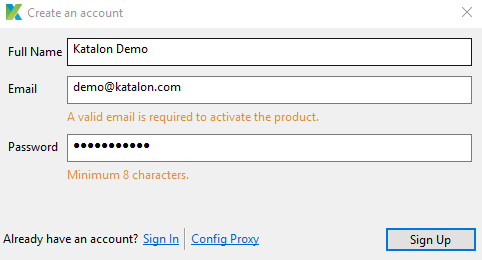 Create an account
Full Name Katalon Demo
Email demo@katalon.com
A valid email is required to activate the product.
Password ●●●●●●●●●●●
Minimum 8 characters.
Already have an account? Sign In Config Proxy Sign Up